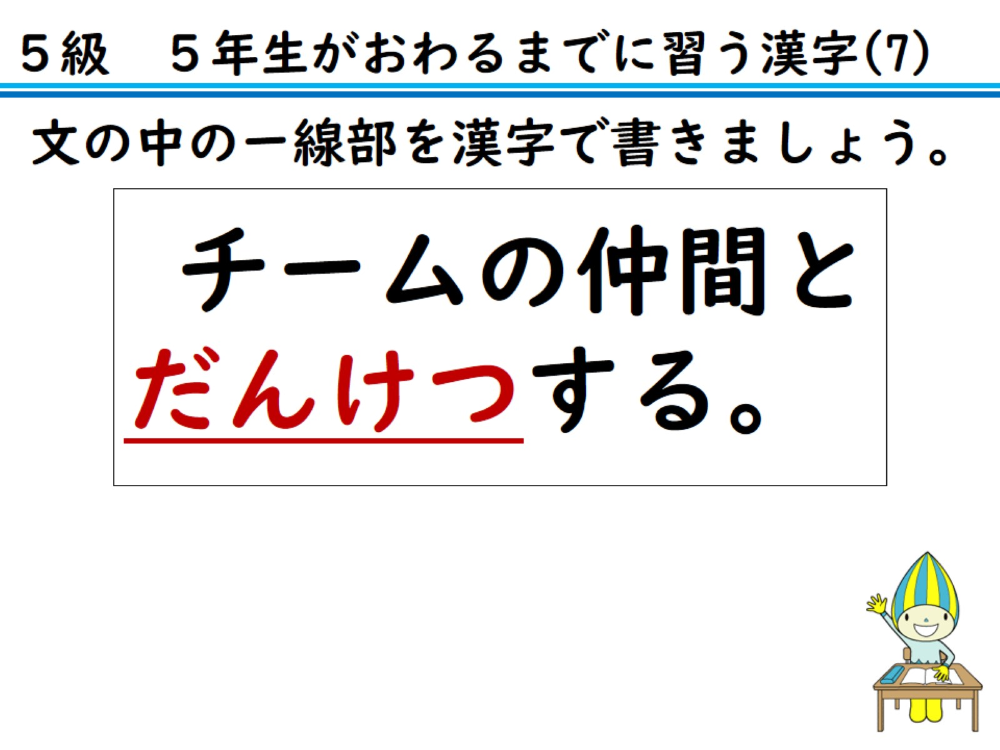 ５級　５年生がおわるまでに習う漢字(7)
文の中の―線部を漢字で書きましょう。
チームの仲間と
だんけつする。